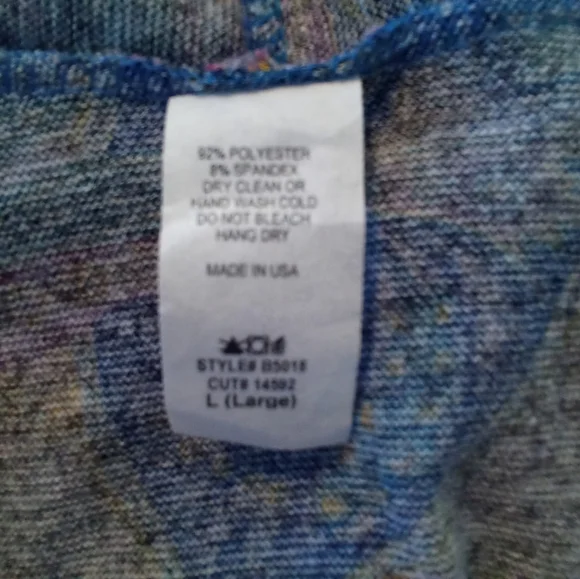 92% POLYESTER
8% SPANDEX
DRY CLEAN OR
HAND WASH COLD
DO NOT BLEACH
HANG DRY
MADE IN USA
STYLE# B5018
CUT# 14592
L (Large)